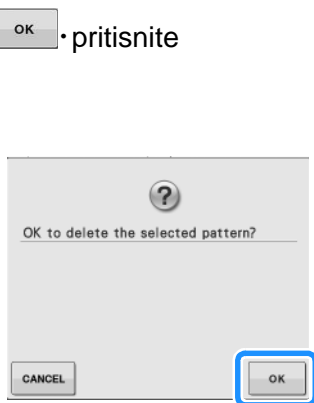 OK • pritisnite
?
OK to delete the selected pattern?
CANCEL
OK